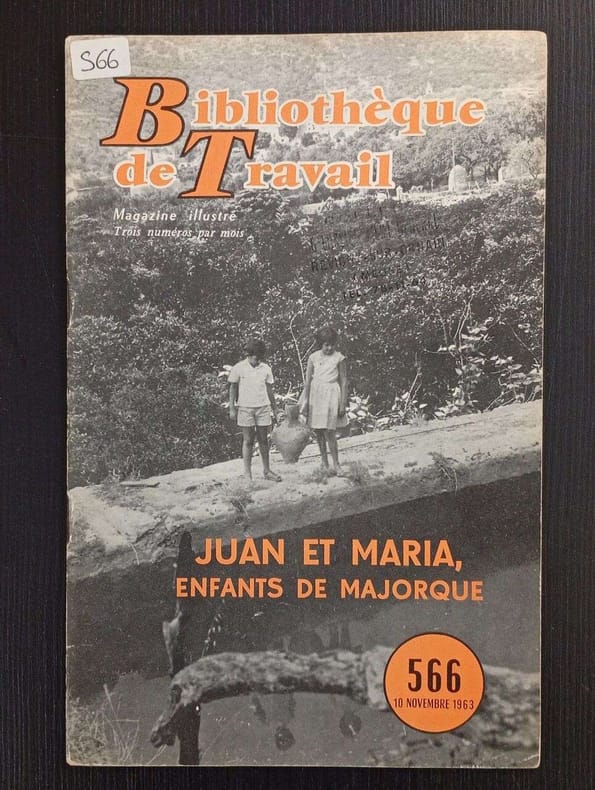 S66
Bibliothèque
de Travail
Magazine illustré
Trois numéros par mois
JUAN ET MARIA,
ENFANTS DE MAJORQUE
566
10 NOVEMBRE 1963